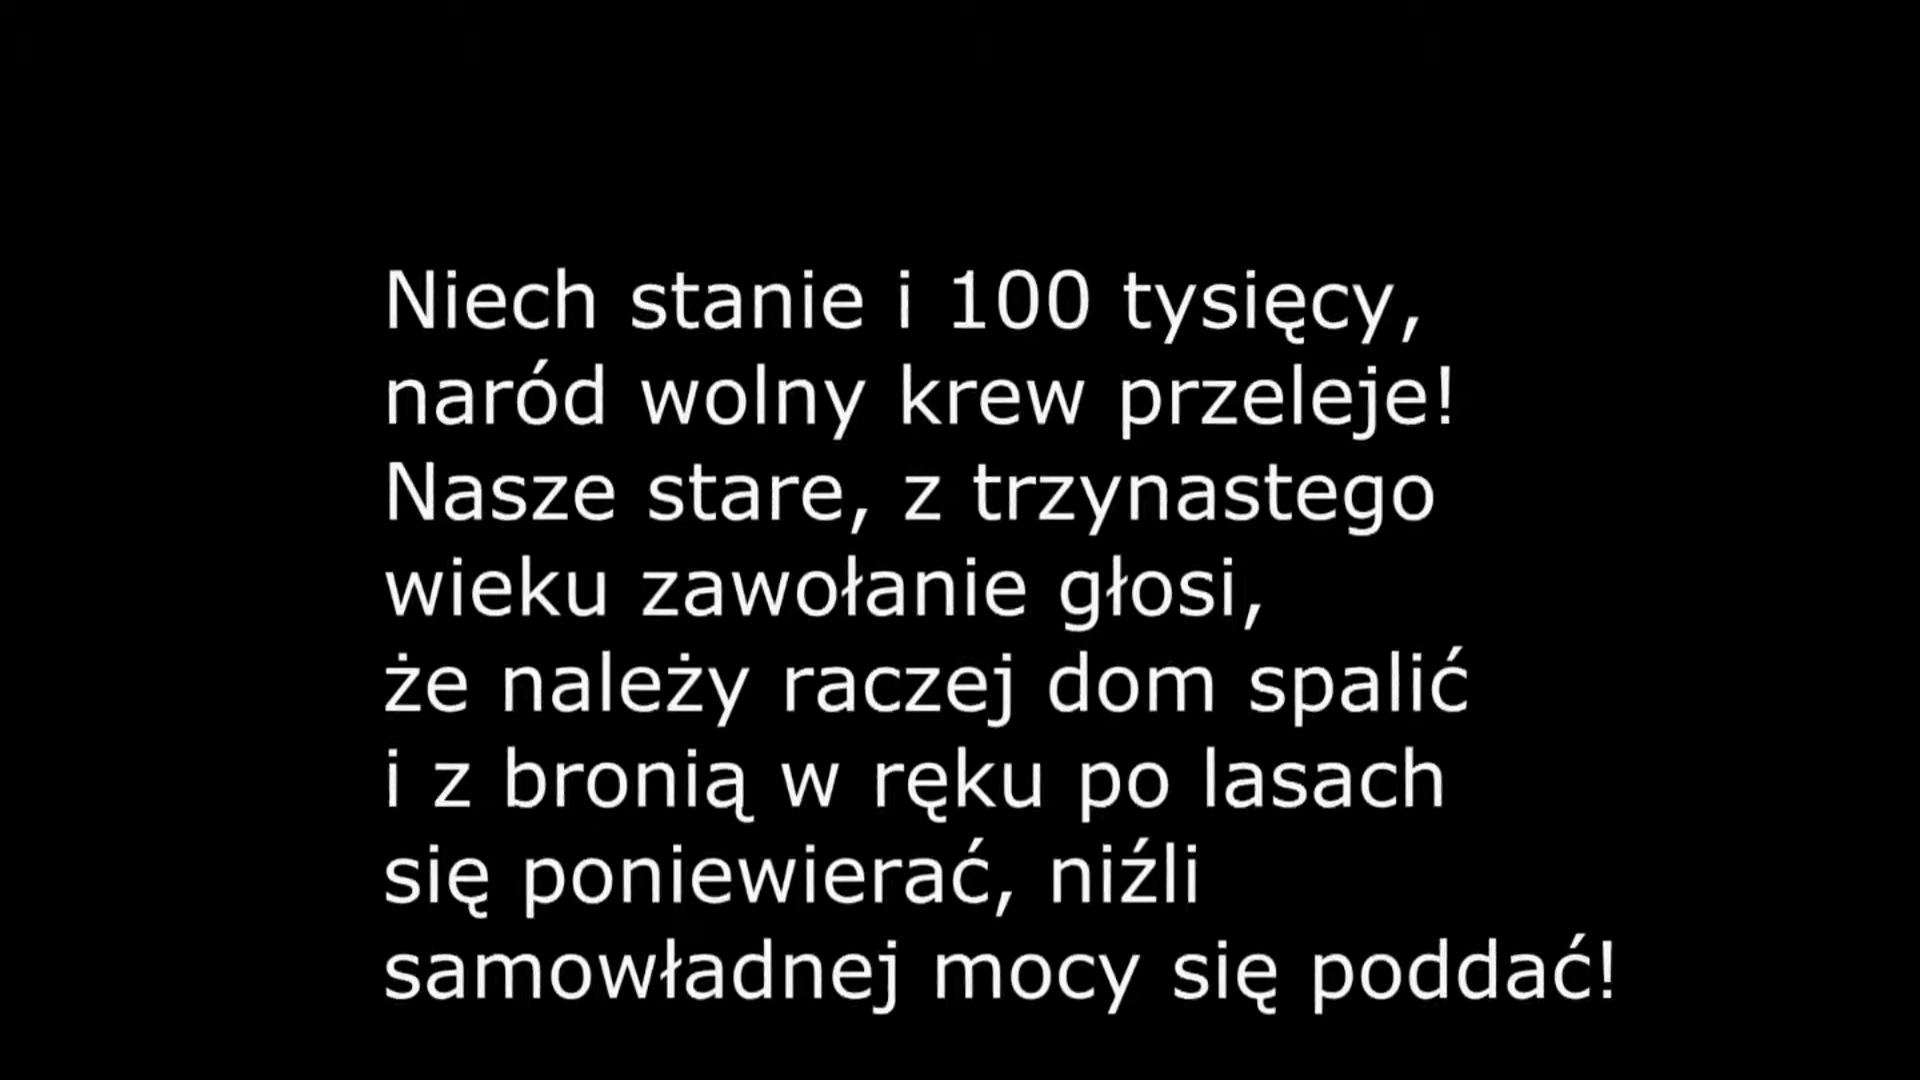 Niech stanie i 100 tysięcy,
naród wolny krew przeleje!
Nasze stare, z trzynastego
wieku zawołanie głosi,
że należy raczej dom spalić
i z bronią w ręku po lasach
się poniewierać, niźli
samowładnej mocy się poddać!